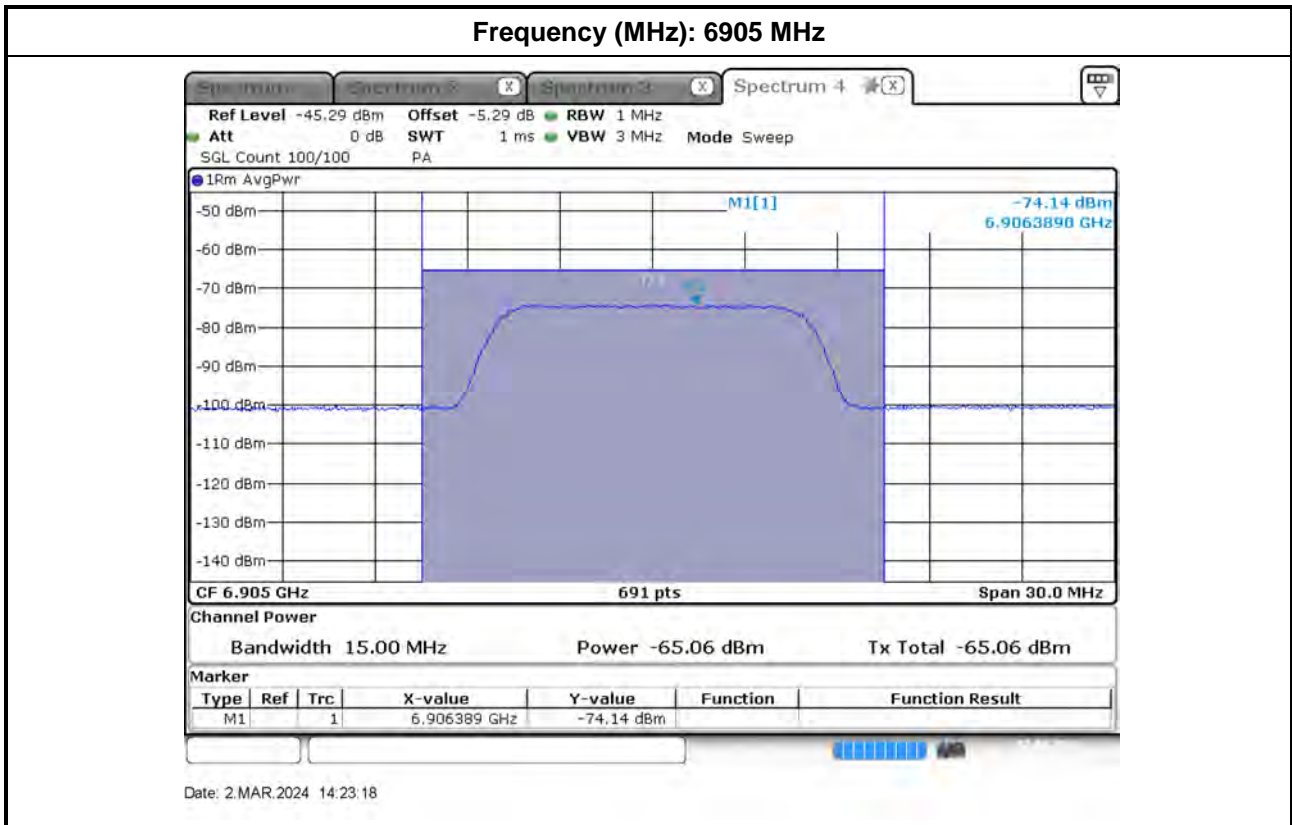 Frequency (MHz): 6905 MHz
Spectrum 4
Ref Level -45.29 dBm Offset -5.29 dB RBW 1 MHz
Att 0 dB SWT 1 ms VBW 3 MHz Mode Sweep
SGL Count 100/100 PA
1Rm AvgPwr
M1[1] -74.14 dBm
6.9063890 GHz
-50 dBm
-60 dBm
-70 dBm
-80 dBm
-90 dBm
-100 dBm
-110 dBm
-120 dBm
-130 dBm
-140 dBm
CF 6.905 GHz 691 pts Span 30.0 MHz
Channel Power
Bandwidth 15.00 MHz Power -65.06 dBm Tx Total -65.06 dBm
Marker
Type Ref Trc X-value Y-value Function Function Result
M1 1 6.906389 GHz -74.14 dBm
Date: 2.MAR.2024 14:23:18